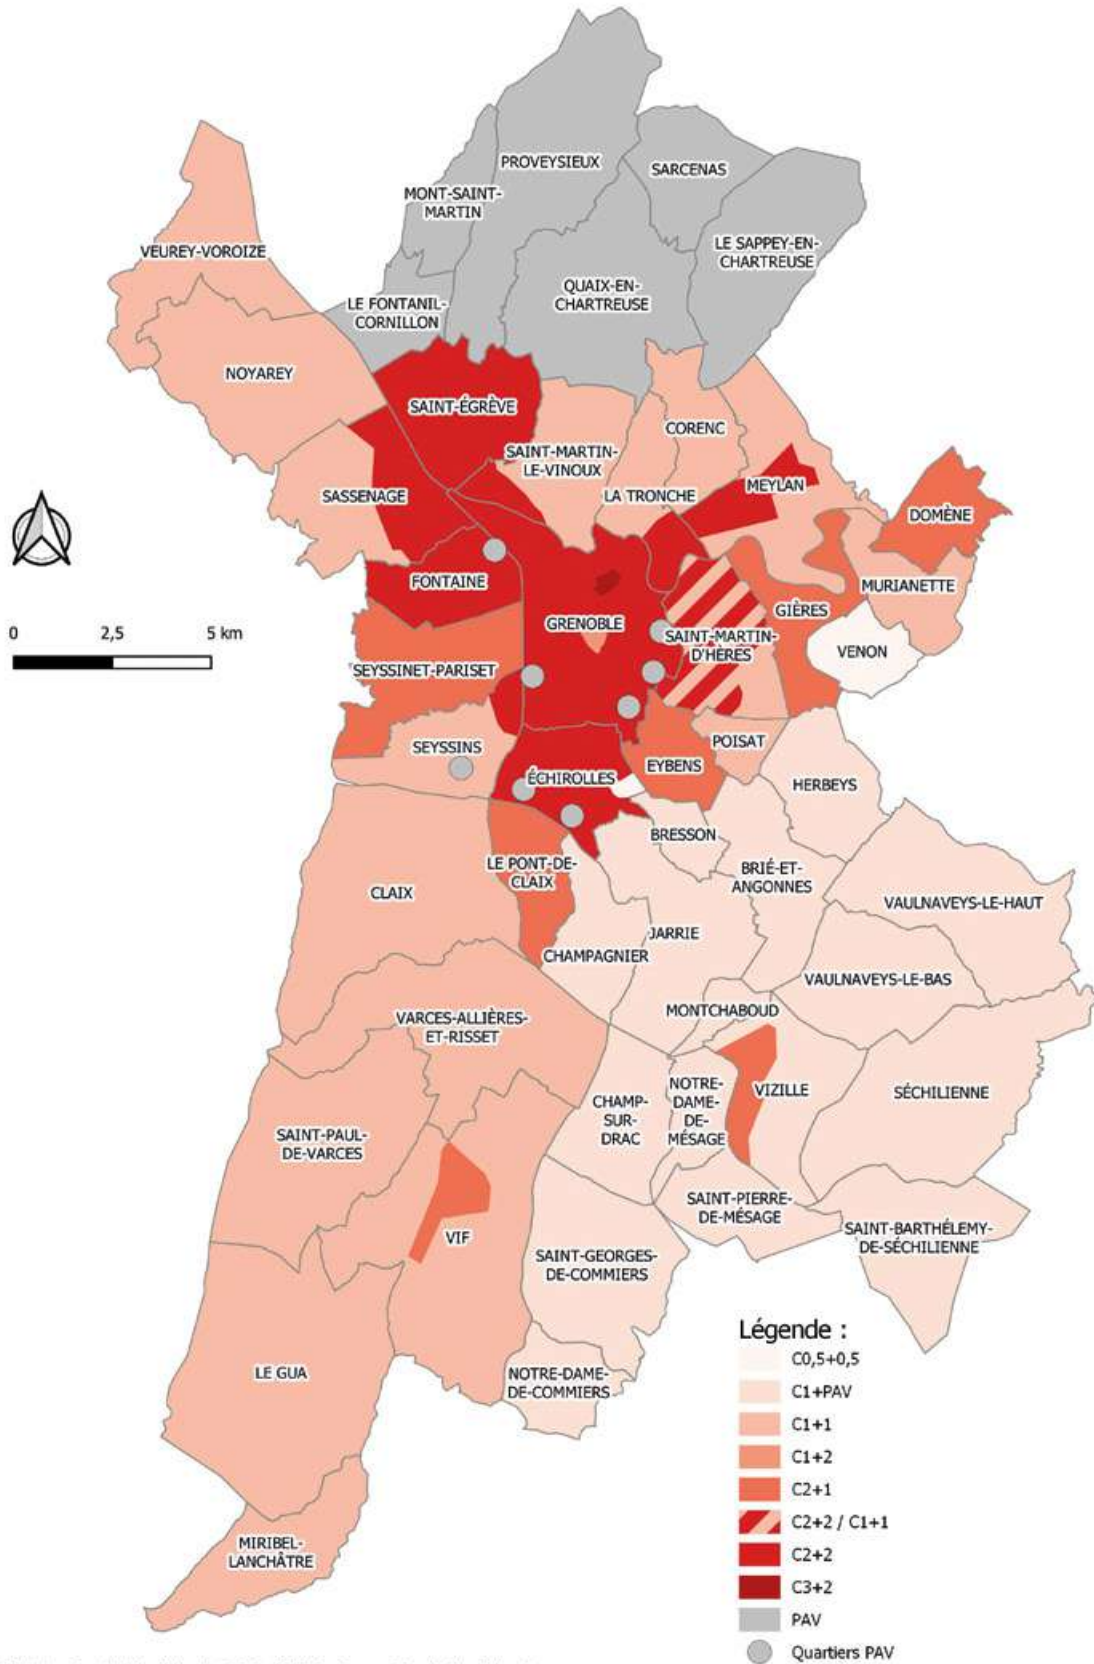 PROVEYSIEUX
SARCENAS
MONT-SAINT-
MARTIN
LE SAPPEY-EN-
CHARTREUSE
VEUREY-VOROIZE
QUAIX-EN-
CHARTREUSE
LE FONTANIL-
CORNILLON
NOYAREY
SAINT-ÉGRÈVE
CORENC
SAINT-MARTIN-
LE-VINOUX
SASSENAGE
LA TRONCHE
MEYLAN
DOMÈNE
FONTAINE
MURIANETTE
GIÈRES
GRENOBLE
SAINT-MARTIN-
D'HÈRES
VENON
0 2,5 5 km
SEYSSINET-PARISET
SEYSSINS
POISAT
EYBENS
ÉCHIROLLES
HERBEYS
BRESSON
LE PONT-DE-
CLAIX
BRIÉ-ET-
ANGONNES
CLAIX
VAULNAVEYS-LE-HAUT
JARRIE
CHAMPAGNIER
VAULNAVEYS-LE-BAS
MONTCHABOUD
VARCES-ALLIÈRES-
ET-RISSET
NOTRE-
DAME-
DE-
MÉSAGE
VIZILLE
SÉCHILIENNE
CHAMP-
SUR-
DRAC
SAINT-PAUL-
DE-VARCES
SAINT-PIERRE-
DE-MÉSAGE
SAINT-BARTHÉLEMY-
DE-SÉCHILIENNE
VIF
SAINT-GEORGES-
DE-COMMIERS
LE GUA
NOTRE-DAME-
DE-COMMIERS
MIRIBEL-
LANCHÂTRE
Légende :
C0,5+0,5
C1+PAV
C1+1
C1+2
C2+1
C2+2 / C1+1
C2+2
C3+2
PAV
Quartiers PAV